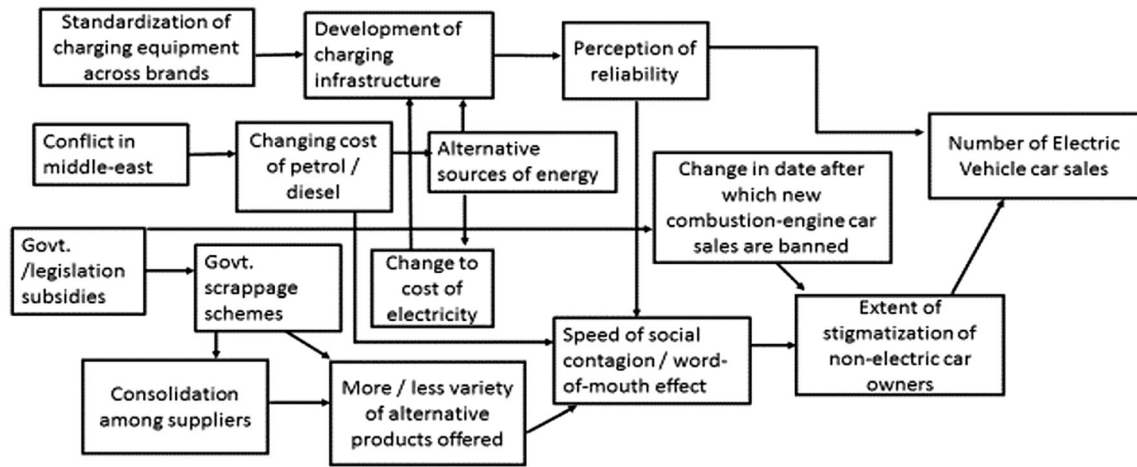 Standardization of
charging equipment
across brands
Development of
charging
infrastructure
Perception of
reliability
Number of Electric
Vehicle car sales
Conflict in
middle-east
Changing cost
of petrol /
diesel
Alternative
sources of energy
Change in date after
which new
combustion-engine car
sales are banned
Govt.
/legislation
subsidies
Govt.
scrappage
schemes
Change to
cost of
electricity
Speed of social
contagion / word-
of-mouth effect
Extent of
stigmatization of
non-electric car
owners
Consolidation
among suppliers
More / less variety
of alternative
products offered